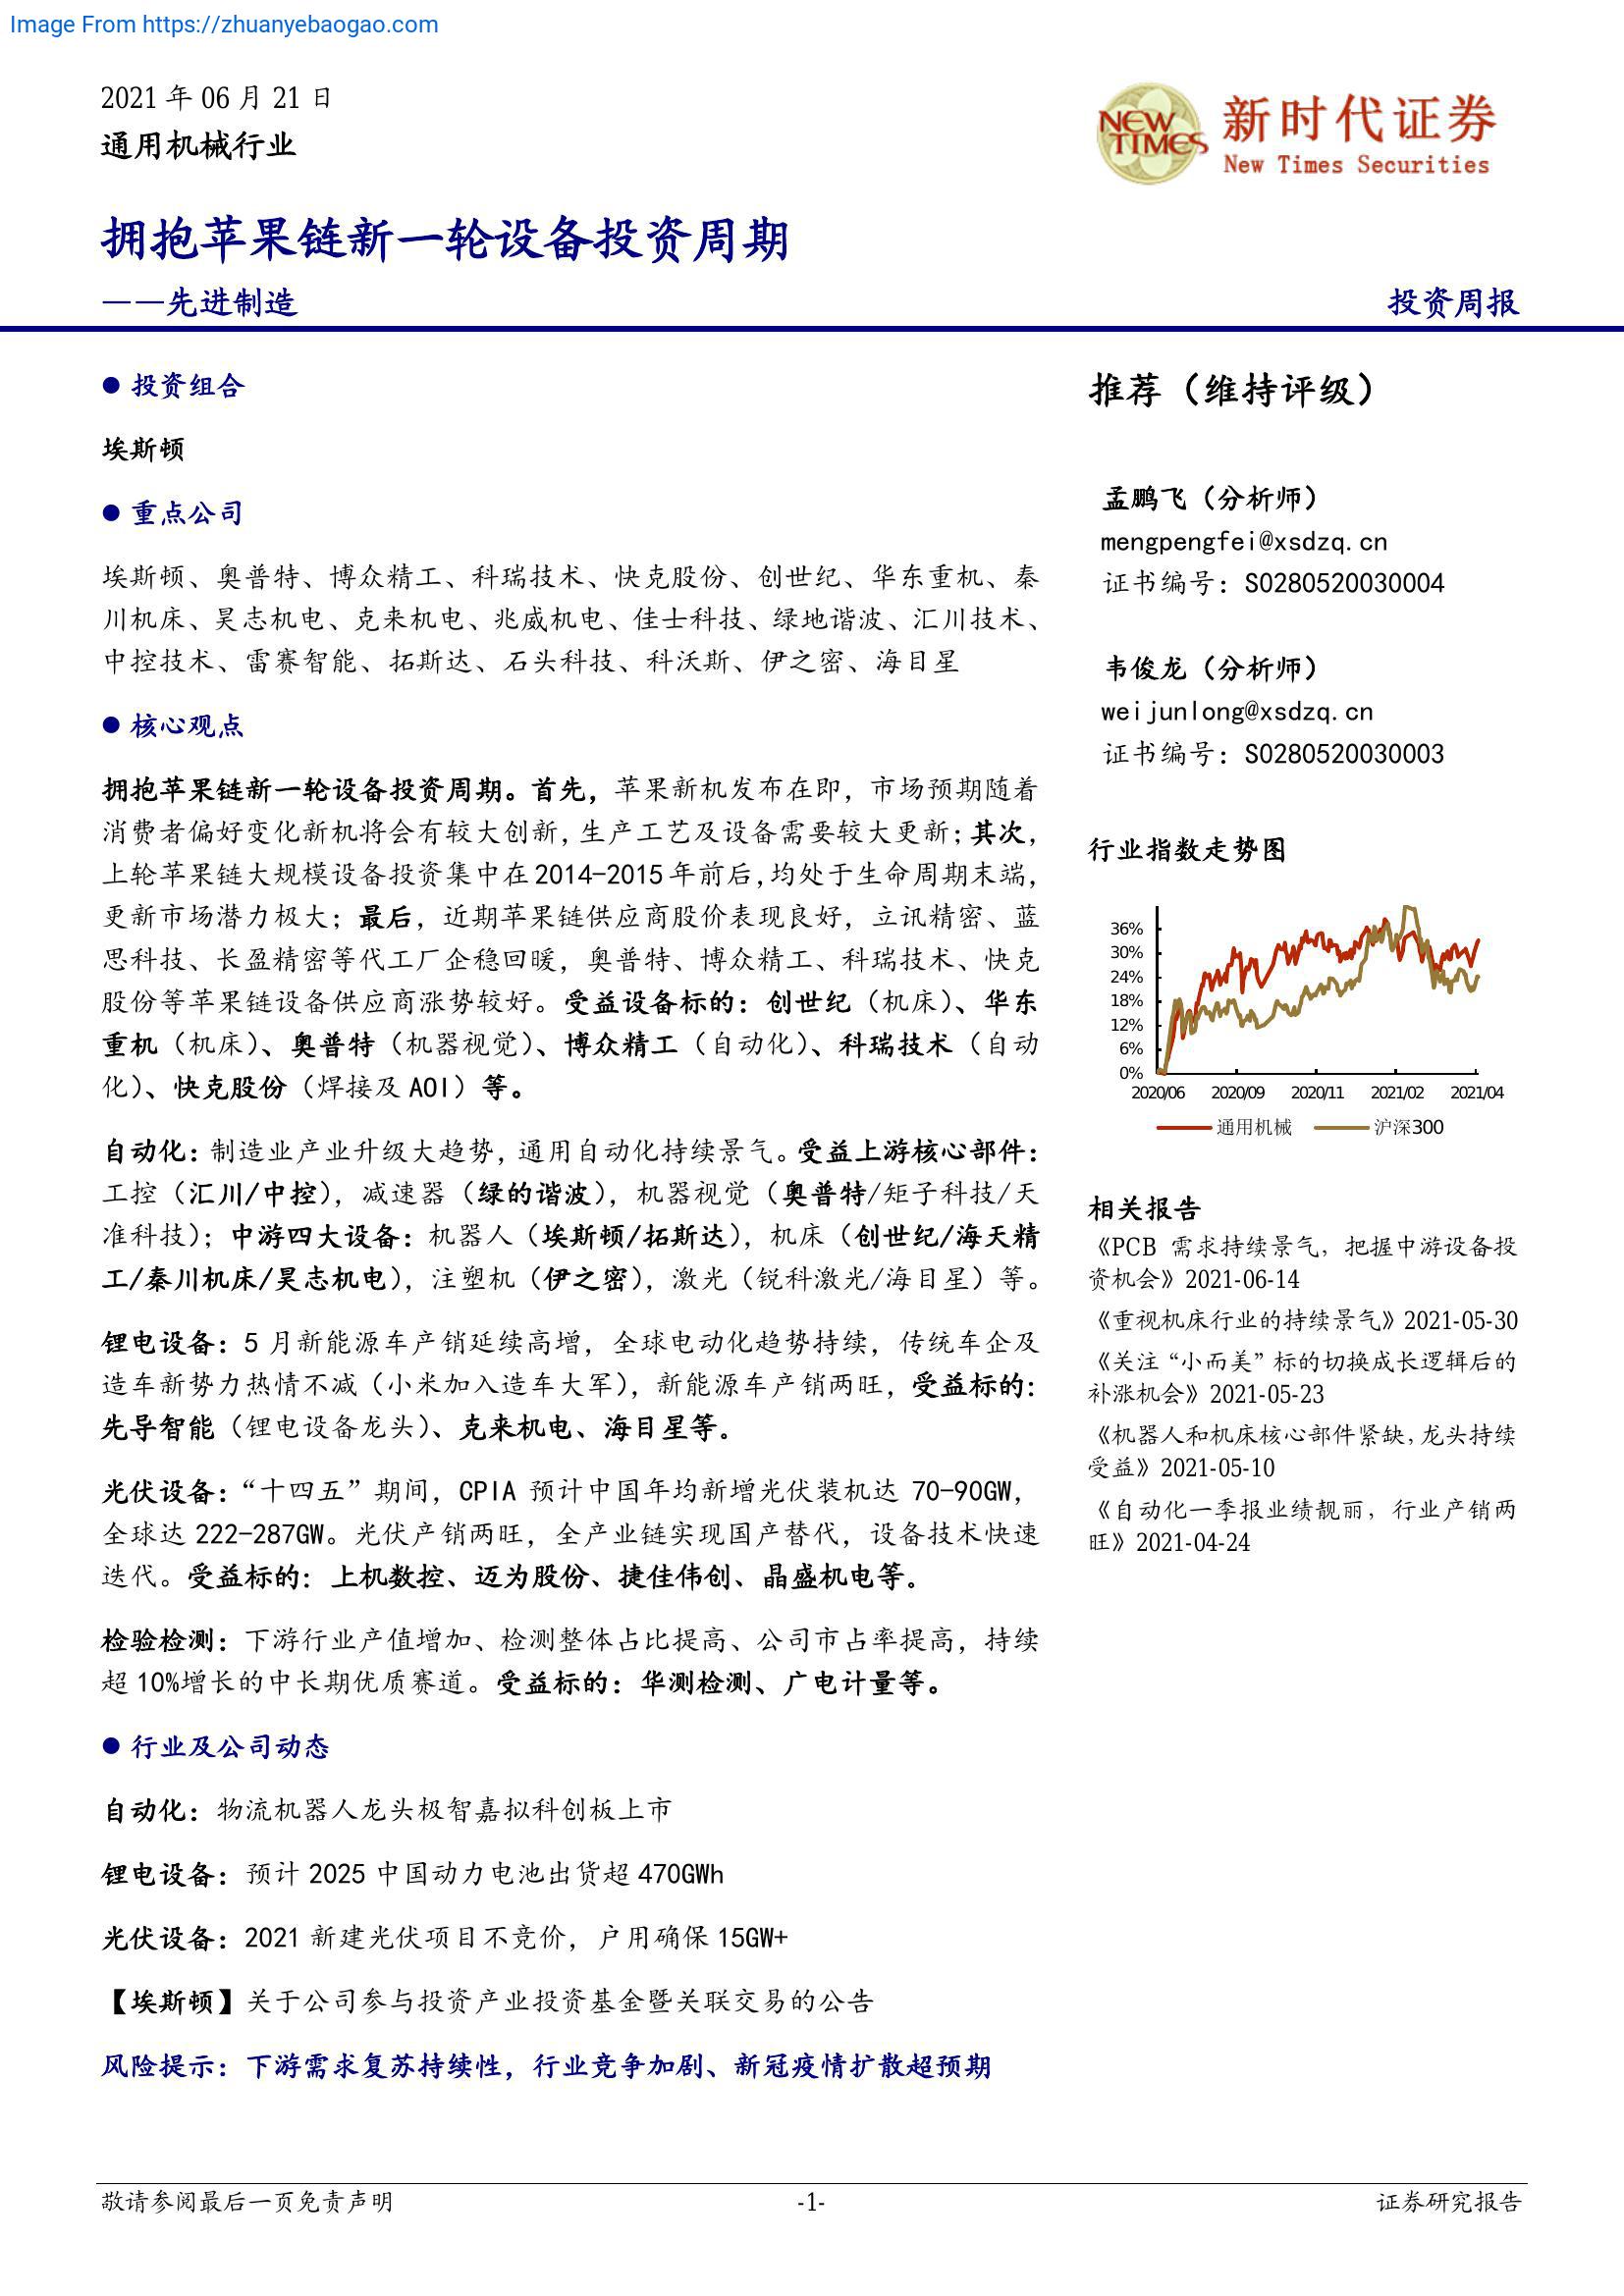 Image From https://zhuanyebaogao.com
2021 年 06 月 21 日
通用机械行业
NEW TIMES
新时代证券
New Times Securities
拥抱苹果链新一轮设备投资周期
——先进制造
投资周报
● 投资组合
埃斯顿
● 重点公司
埃斯顿、奥普特、博众精工、科瑞技术、快克股份、创世纪、华东重机、秦
川机床、昊志机电、克来机电、兆威机电、佳士科技、绿地谐波、汇川技术、
中控技术、雷赛智能、拓斯达、石头科技、科沃斯、伊之密、海目星
● 核心观点
拥抱苹果链新一轮设备投资周期。首先，苹果新机发布在即，市场预期随着
消费者偏好变化新机将会有较大创新，生产工艺及设备需要较大更新；其次，
上轮苹果链大规模设备投资集中在 2014-2015 年前后，均处于生命周期末端，
更新市场潜力极大；最后，近期苹果链供应商股价表现良好，立讯精密、蓝
思科技、长盈精密等代工厂企稳回暖，奥普特、博众精工、科瑞技术、快克
股份等苹果链设备供应商涨势较好。受益设备标的：创世纪（机床）、华东
重机（机床）、奥普特（机器视觉）、博众精工（自动化）、科瑞技术（自动
化）、快克股份（焊接及 AOI）等。
自动化：制造业产业升级大趋势，通用自动化持续景气。受益上游核心部件：
工控（汇川/中控），减速器（绿的谐波），机器视觉（奥普特/矩子科技/天
准科技）；中游四大设备：机器人（埃斯顿/拓斯达），机床（创世纪/海天精
工/秦川机床/昊志机电），注塑机（伊之密），激光（锐科激光/海目星）等。
锂电设备：5 月新能源车产销延续高增，全球电动化趋势持续，传统车企及
造车新势力热情不减（小米加入造车大军），新能源车产销两旺，受益标的：
先导智能（锂电设备龙头）、克来机电、海目星等。
光伏设备：“十四五”期间，CPIA 预计中国年均新增光伏装机达 70-90GW，
全球达 222-287GW。光伏产销两旺，全产业链实现国产替代，设备技术快速
迭代。受益标的：上机数控、迈为股份、捷佳伟创、晶盛机电等。
检验检测：下游行业产值增加、检测整体占比提高、公司市占率提高，持续
超 10%增长的中长期优质赛道。受益标的：华测检测、广电计量等。
● 行业及公司动态
自动化：物流机器人龙头极智嘉拟科创板上市
锂电设备：预计 2025 中国动力电池出货超 470GWh
光伏设备：2021 新建光伏项目不竞价，户用确保 15GW+
【埃斯顿】关于公司参与投资产业投资基金暨关联交易的公告
风险提示：下游需求复苏持续性，行业竞争加剧、新冠疫情扩散超预期
推荐（维持评级）
孟鹏飞（分析师）
mengpengfei@xsdzq.cn
证书编号：S0280520030004
韦俊龙（分析师）
weijunlong@xsdzq.cn
证书编号：S0280520030003
行业指数走势图
36%
30%
24%
18%
12%
6%
0%
2020/06 2020/09 2020/11 2021/02 2021/04
通用机械 沪深300
相关报告
《PCB 需求持续景气，把握中游设备投
资机会》2021-06-14
《重视机床行业的持续景气》2021-05-30
《关注“小而美”标的切换成长逻辑后的
补涨机会》2021-05-23
《机器人和机床核心部件紧缺，龙头持续
受益》2021-05-10
《自动化一季报业绩靓丽，行业产销两
旺》2021-04-24
敬请参阅最后一页免责声明
-1-
证券研究报告